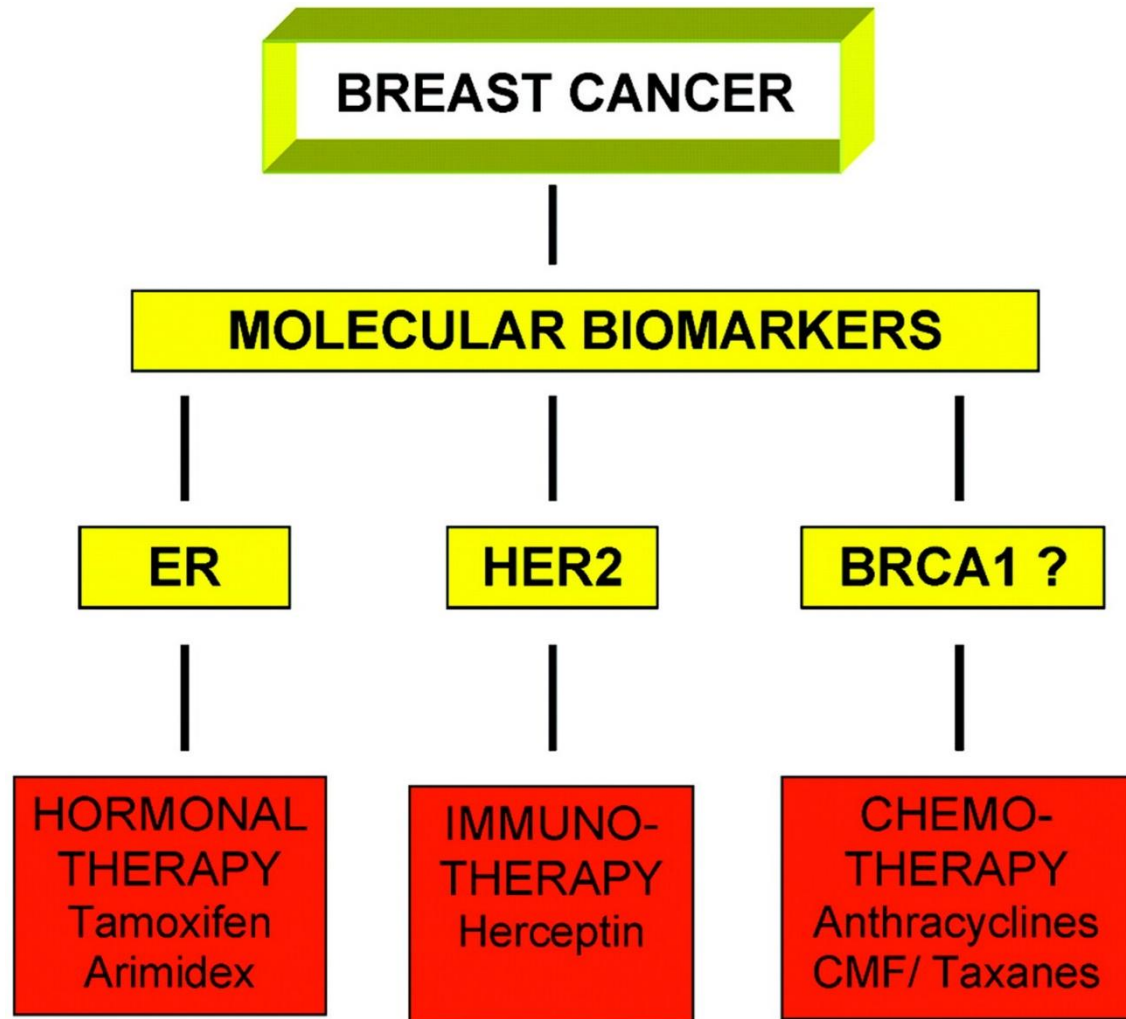 BREAST CANCER
MOLECULAR BIOMARKERS
ER
HER2
BRCA1 ?
HORMONAL
THERAPY
Tamoxifen
Arimidex
IMMUNO-
THERAPY
Herceptin
CHEMO-
THERAPY
Anthracyclines
CMF/ Taxanes